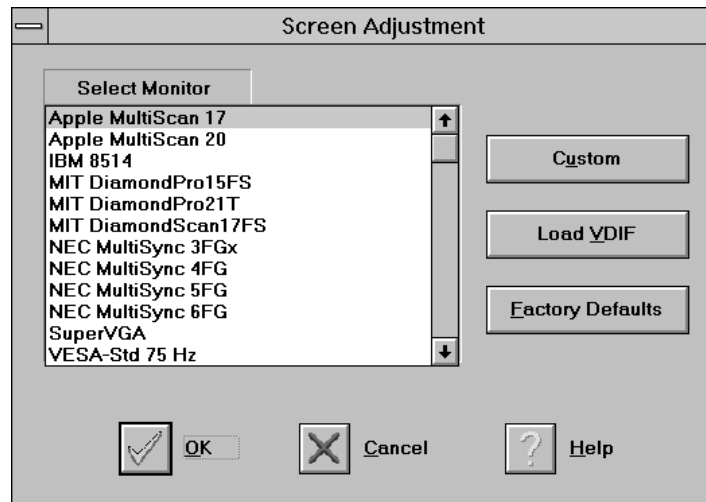 Screen Adjustment
Select Monitor
Apple MultiScan 17
Apple MultiScan 20
IBM 8514
MIT DiamondPro15FS
MIT DiamondPro21T
MIT DiamondScan17FS
NEC MultiSync 3FGx
NEC MultiSync 4FG
NEC MultiSync 5FG
NEC MultiSync 6FG
SuperVGA
VESA-Std 75 Hz
Custom
Load VDIF
Factory Defaults
OK
Cancel
? Help